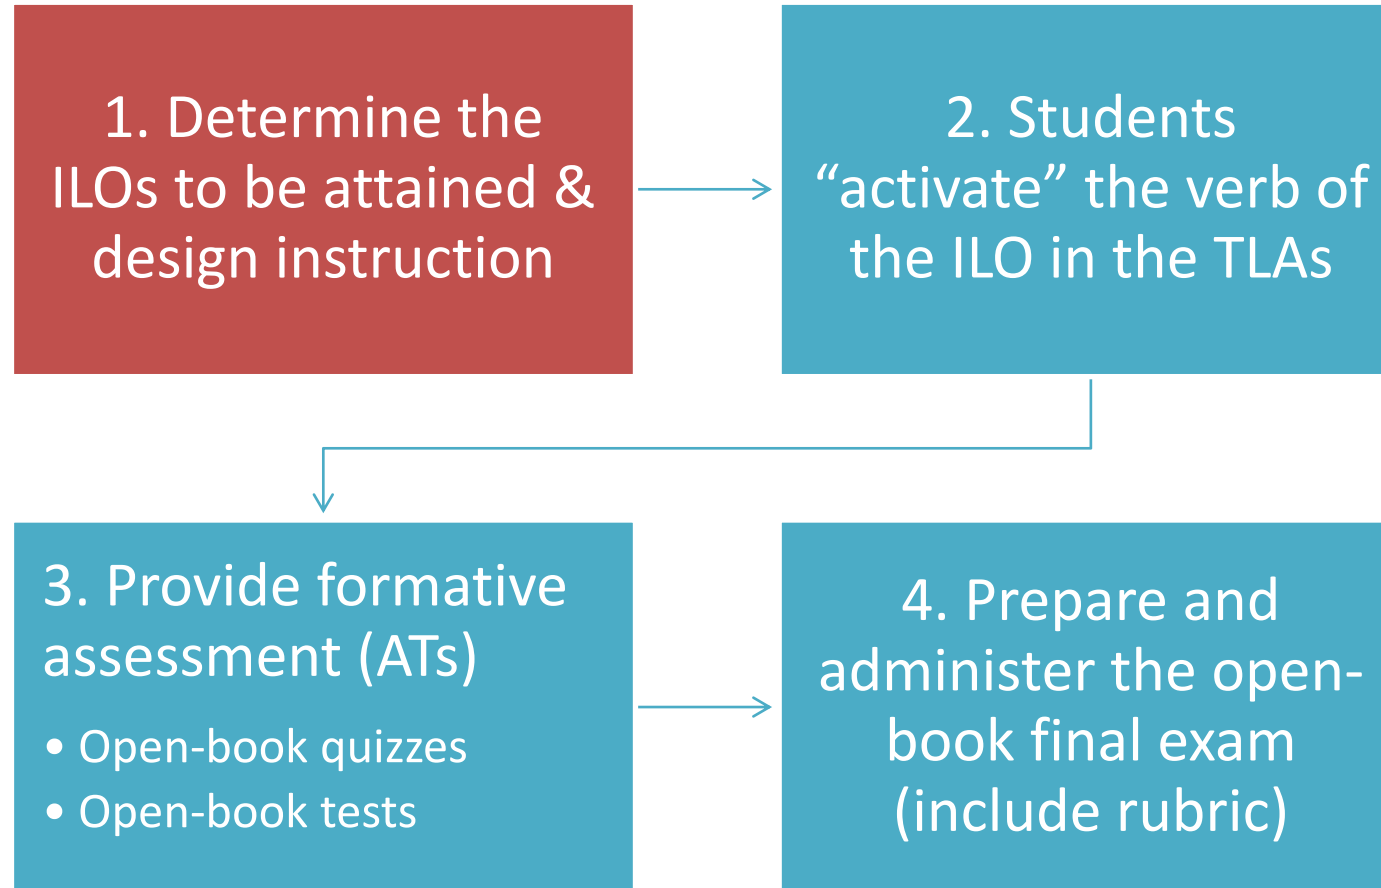 1. Determine the
ILOs to be attained &
design instruction
2. Students
“activate” the verb of
the ILO in the TLAs
3. Provide formative
assessment (ATs)
• Open-book quizzes
• Open-book tests
4. Prepare and
administer the open-
book final exam
(include rubric)